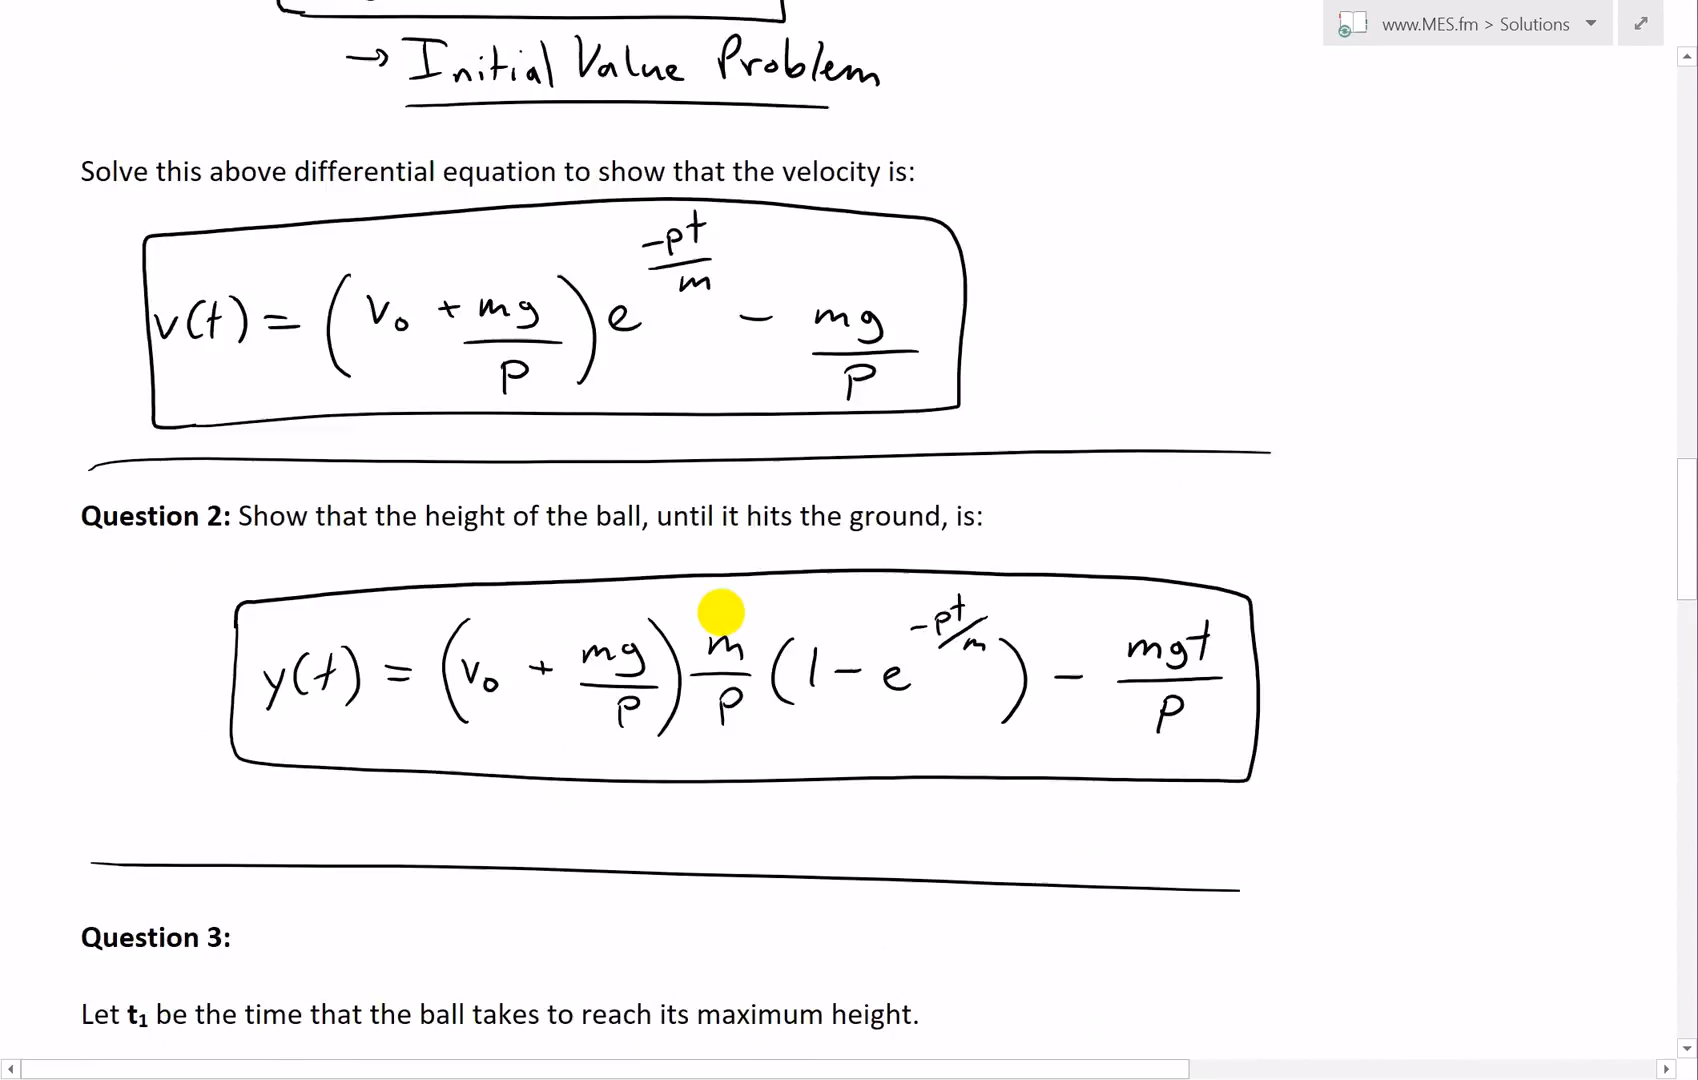 www.MES.fm > Solutions
→ Initial Value Problem
Solve this above differential equation to show that the velocity is:
v(t) = (v₀ + mg/p) e^(-pt/m) - mg/p
Question 2: Show that the height of the ball, until it hits the ground, is:
y(t) = (v₀ + mg/p) m/p (1 - e^(-pt/m)) - mgt/p
Question 3:
Let t₁ be the time that the ball takes to reach its maximum height.